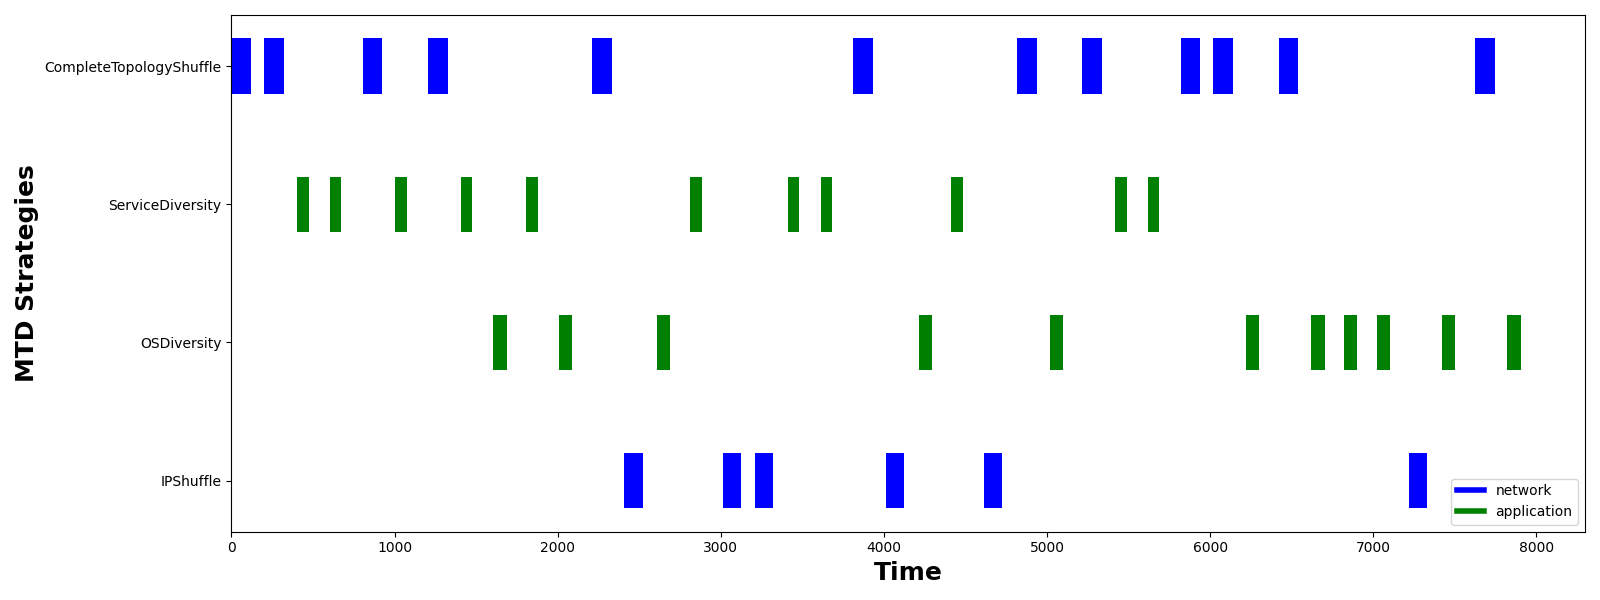 MTD Strategies
CompleteTopologyShuffle
ServiceDiversity
OSDiversity
IPShuffle
network
application
0 1000 2000 3000 4000 5000 6000 7000 8000
Time